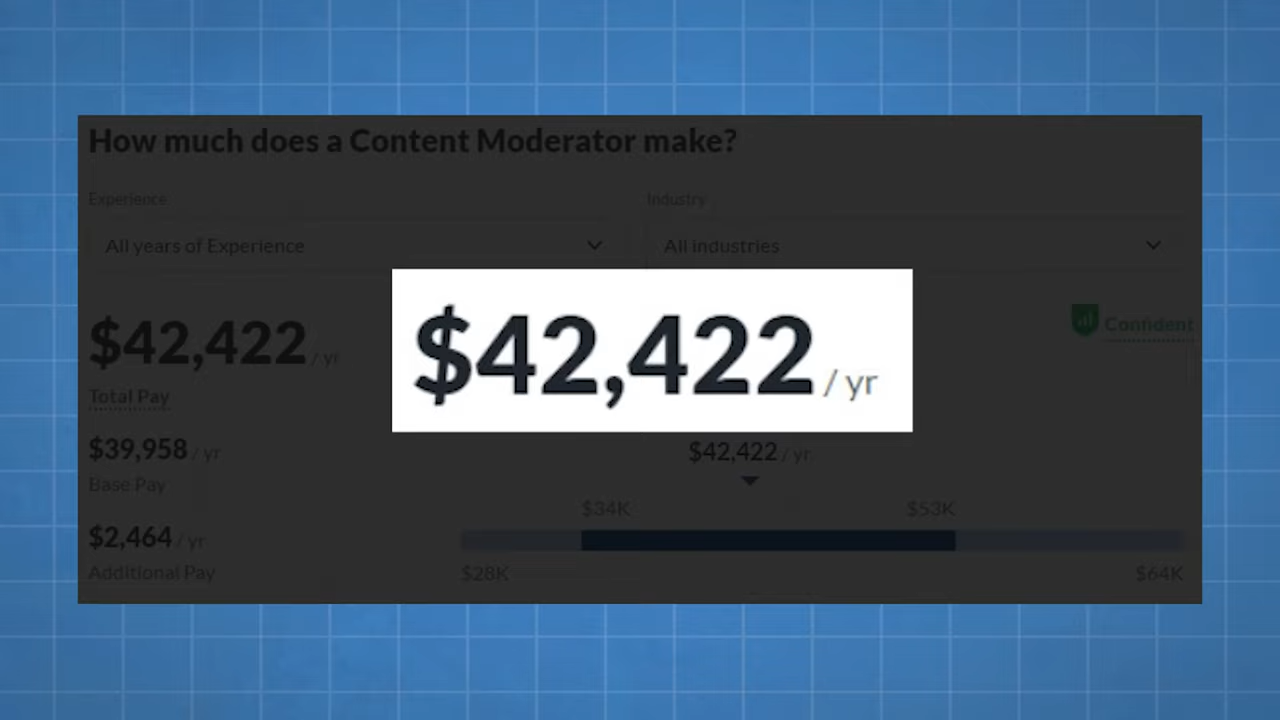 How much does a Content Moderator make?
Experience
Industry
All years of Experience
All industries
$42,422 / yr
$42,422 / yr
Confident
Total Pay
$39,958 / yr
Base Pay
$42,422 / yr
$34K
$53K
$2,464 / yr
Additional Pay
$28K
$64K